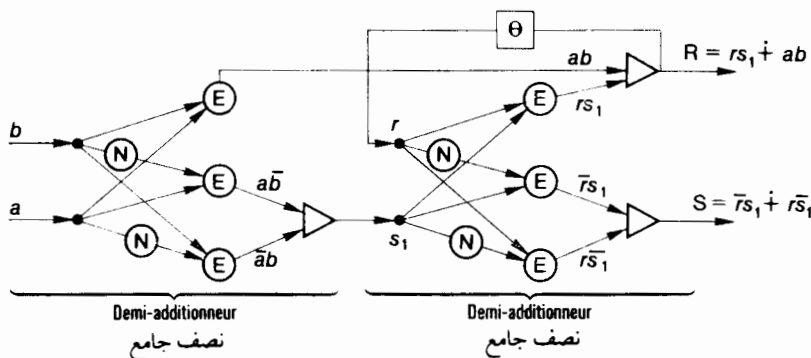 Θ
ab
R = rs₁ ∔ ab
E
E
rs₁
b
r
N
N
E
E
ab̄
r̄s₁
a
s₁
S = r̄s₁ ∔ rs̄₁
N
N
E
E
āb
rs̄₁
Demi-additionneur
Demi-additionneur
نصف جامع
نصف جامع